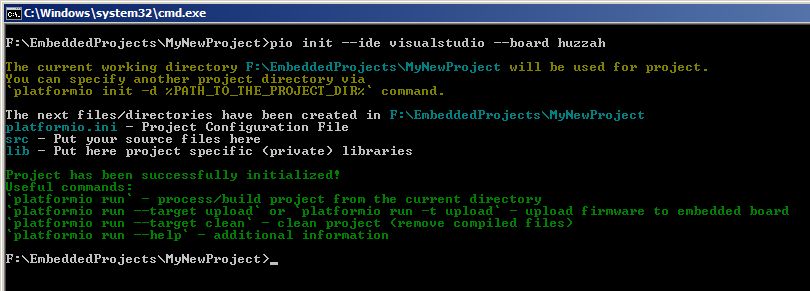 C:\Windows\system32\cmd.exe
F:\EmbeddedProjects\MyNewProject>pio init --ide visualstudio --board huzzah
The current working directory F:\EmbeddedProjects\MyNewProject will be used for project.
You can specify another project directory via
`platformio init -d %PATH_TO_THE_PROJECT_DIR%` command.
The next files/directories have been created in F:\EmbeddedProjects\MyNewProject
platformio.ini - Project Configuration File
src - Put your source files here
lib - Put here project specific (private) libraries
Project has been successfully initialized!
Useful commands:
`platformio run` - process/build project from the current directory
`platformio run --target upload` or `platformio run -t upload` - upload firmware to embedded board
`platformio run --target clean` - clean project (remove compiled files)
`platformio run --help` - additional information
F:\EmbeddedProjects\MyNewProject>_